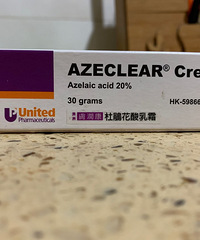 AZECLEAR® Cre
Azelaic acid 20%
30 grams HK-5986
United
Pharmaceuticals
杜鵑花酸乳霜